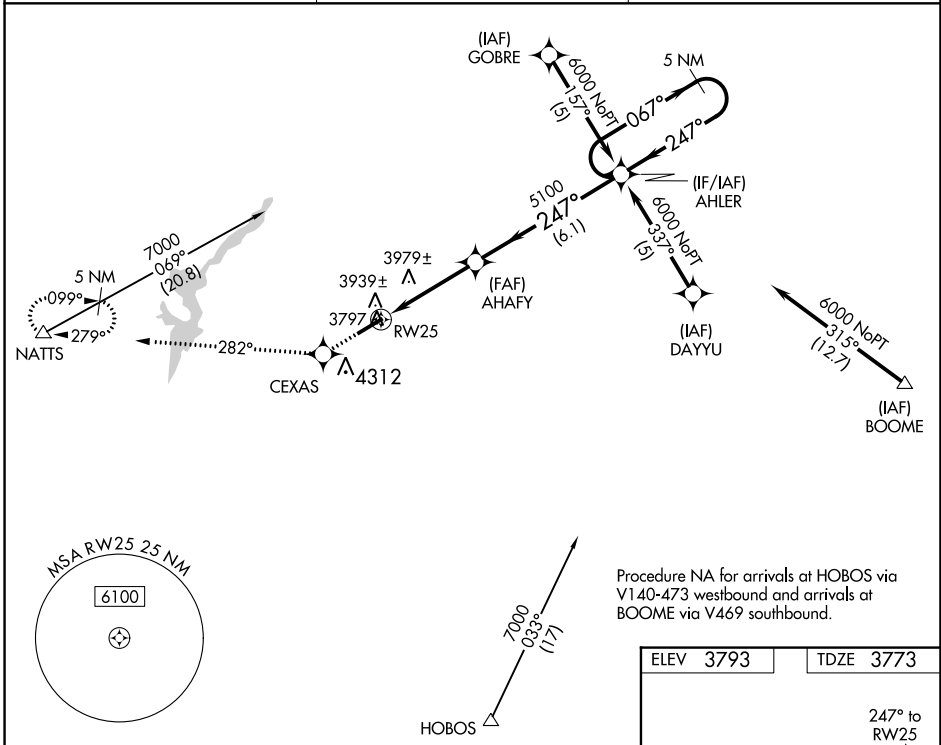 (IAF)
GOBRE
6000 NoPT
157°
(5)
5 NM
067°
247°
(IF/IAF)
AHLER
5100
247°
(6.1)
6000 NoPT
337°
(5)
7000
069°
(20.8)
5 NM
099°
279°
NATTS
3979±
3939±
3797
RW25
(FAF)
AHAFY
282°
CEXAS
4312
(IAF)
DAYYU
6000 NoPT
315°
(12.7)
(IAF)
BOOME
MSA RW25 25 NM
6100
7000
033°
(17)
HOBOS
Procedure NA for arrivals at HOBOS via
V140-473 westbound and arrivals at
BOOME via V469 southbound.
ELEV 3793
TDZE 3773
247° to
RW25